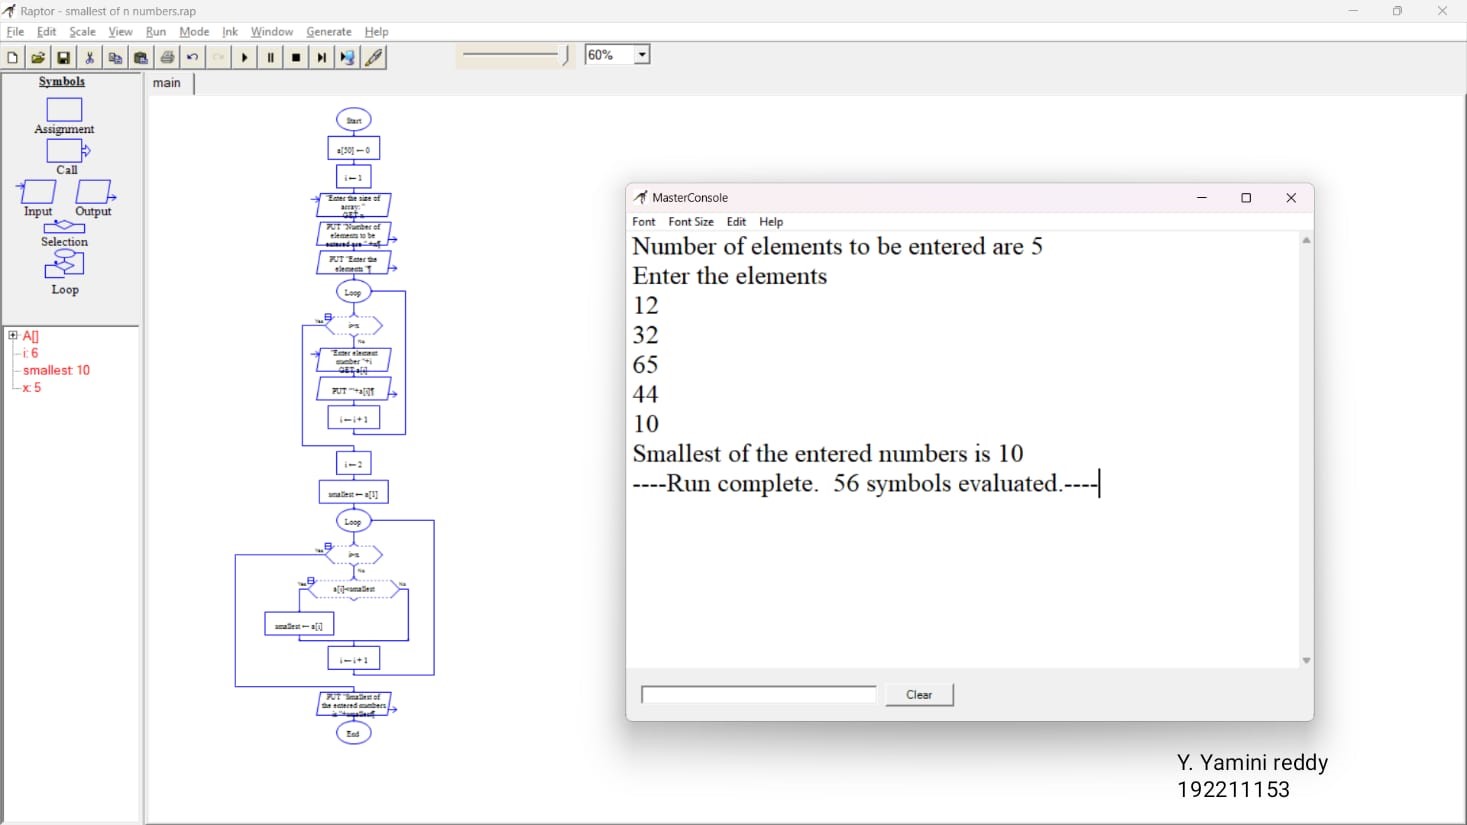 Raptor - smallest of n numbers.rap
File Edit Scale View Run Mode Ink Window Generate Help
60%
Symbols
Assignment
Call
Input Output
Selection
Loop
A[]
i: 6
smallest: 10
x: 5
main
Start
a[50] ← 0
i ← 1
"Enter the size of
array: "
GET n
PUT "Number of
elements to be
entered are " +n¶
PUT "Enter the
elements "¶
Loop
Yes
No
"Enter element
number "+i
GET a[i]
PUT ""+a[i]¶
i ← i + 1
i ← 2
smallest ← a[1]
Loop
Yes
No
Yes
No
a[i]<smallest
smallest ← a[i]
i ← i + 1
PUT "Smallest of
the entered numbers
is "+smallest¶
End
MasterConsole
Font Font Size Edit Help
Number of elements to be entered are 5
Enter the elements
12
32
65
44
10
Smallest of the entered numbers is 10
----Run complete.  56 symbols evaluated.----
Clear
Y. Yamini reddy
192211153